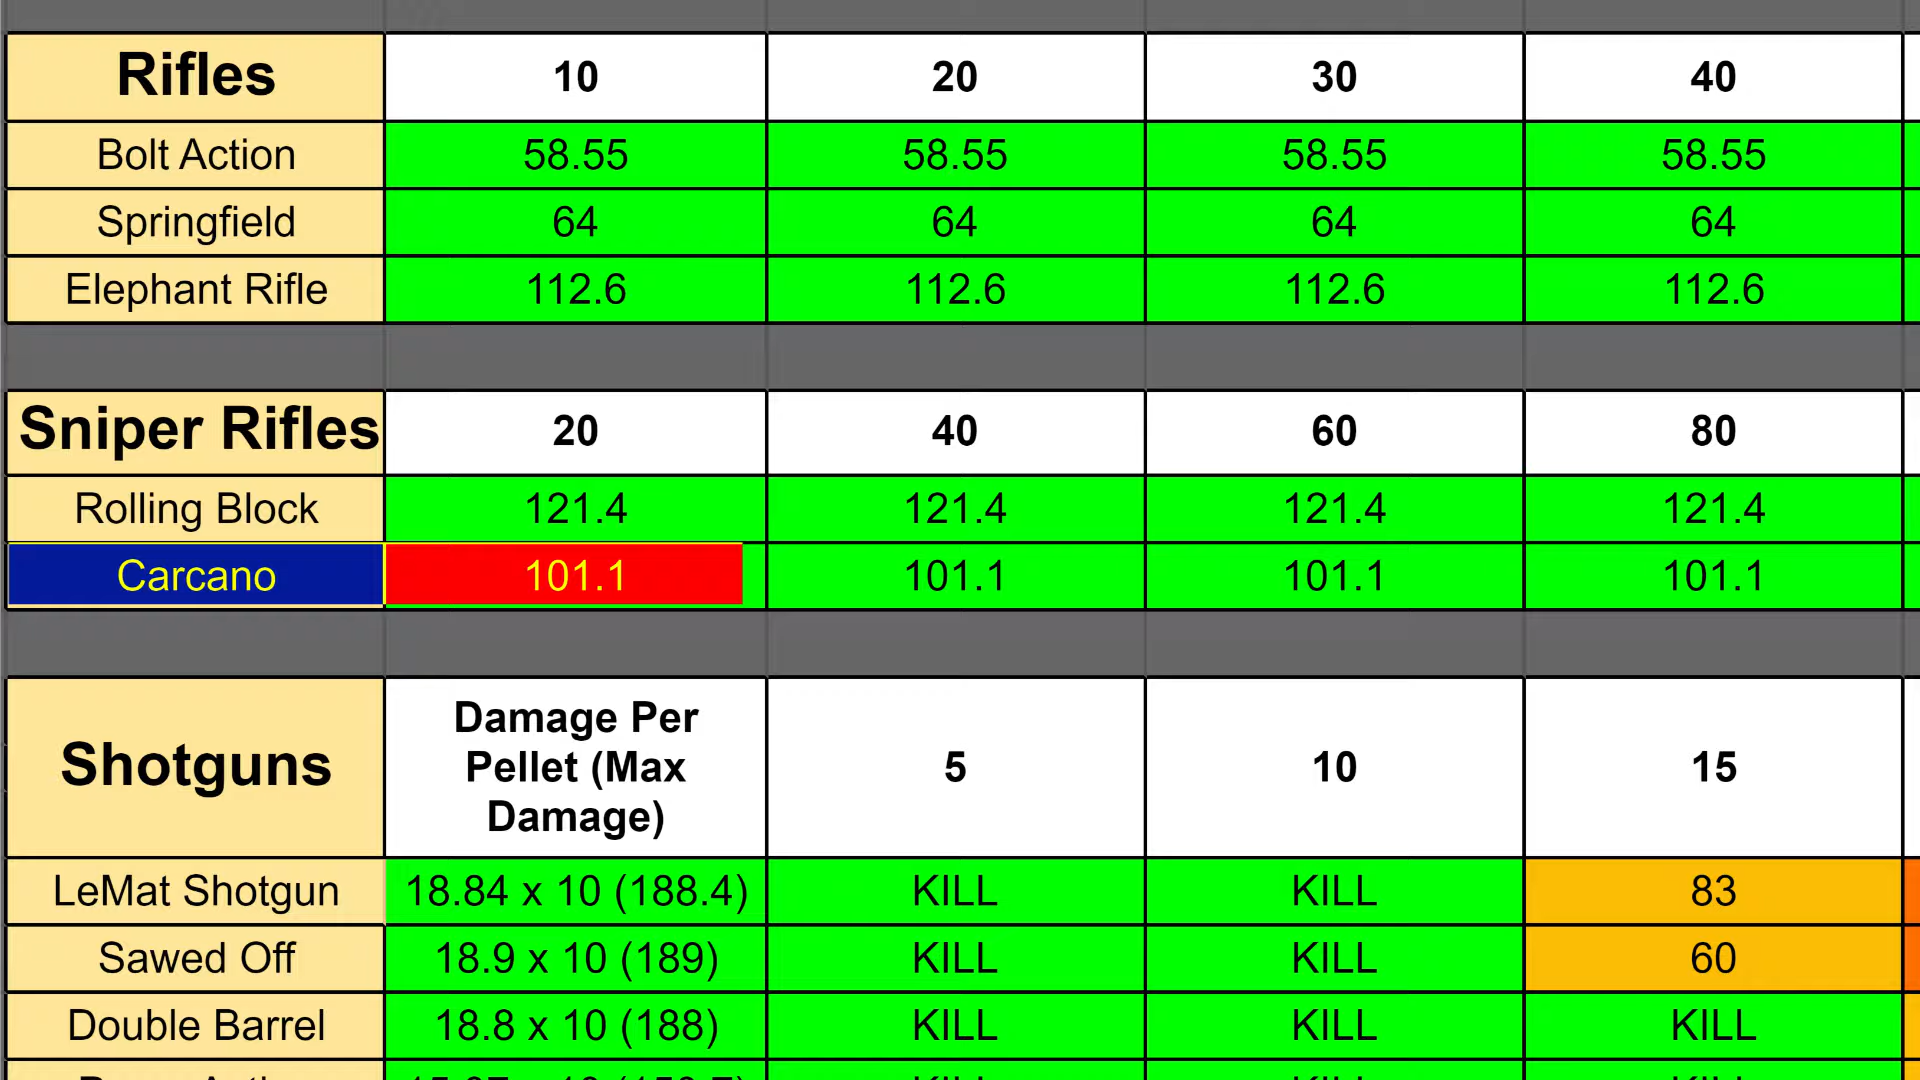 Rifles 10 20 30 40
Bolt Action 58.55 58.55 58.55 58.55
Springfield 64 64 64 64
Elephant Rifle 112.6 112.6 112.6 112.6
Sniper Rifles 20 40 60 80
Rolling Block 121.4 121.4 121.4 121.4
Carcano 101.1 101.1 101.1 101.1
Shotguns Damage Per Pellet (Max Damage) 5 10 15
LeMat Shotgun 18.84 x 10 (188.4) KILL KILL 83
Sawed Off 18.9 x 10 (189) KILL KILL 60
Double Barrel 18.8 x 10 (188) KILL KILL KILL